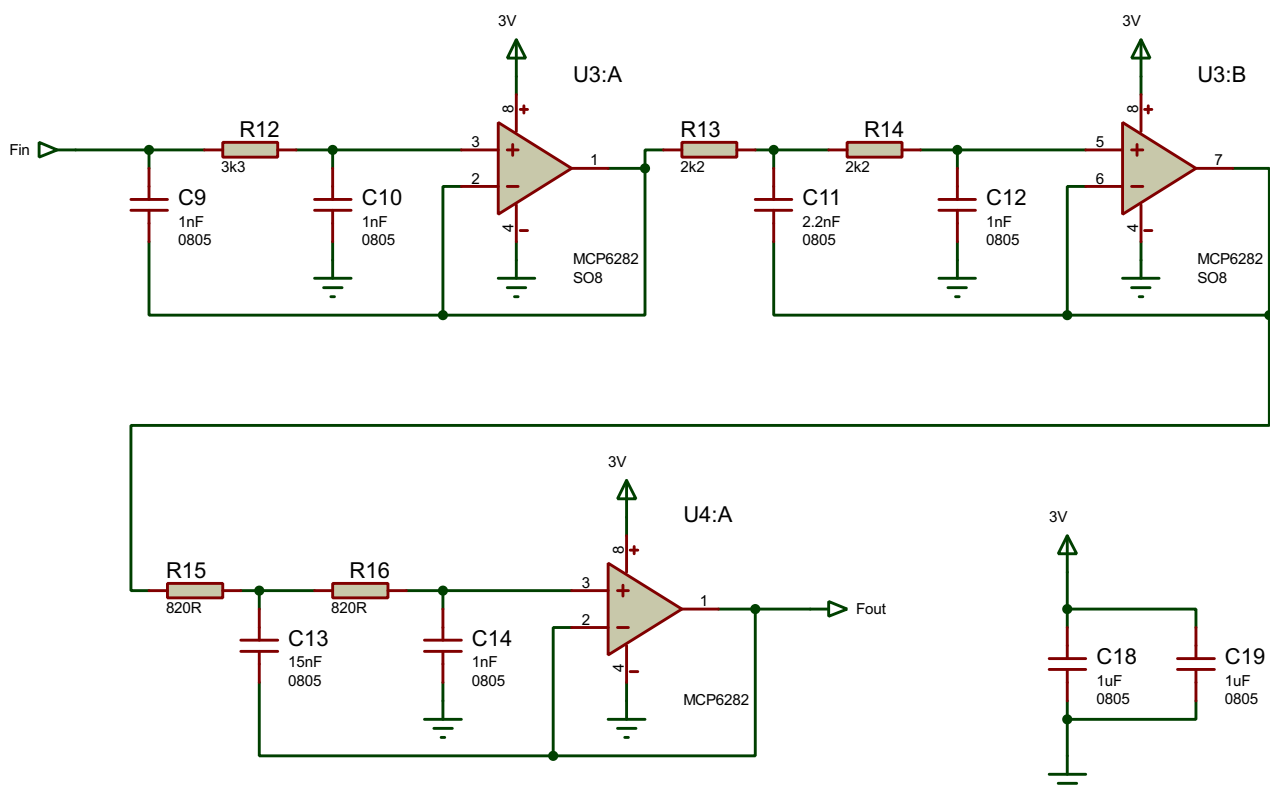 3V
U3:A
8
Fin
R12
3k3
3
2
1
4
C9
1nF
0805
C10
1nF
0805
MCP6282
SO8
3V
U3:B
8
R13
2k2
R14
2k2
5
6
7
4
C11
2.2nF
0805
C12
1nF
0805
MCP6282
SO8
3V
U4:A
8
R15
820R
R16
820R
3
2
1
4
Fout
C13
15nF
0805
C14
1nF
0805
MCP6282
3V
C18
1uF
0805
C19
1uF
0805